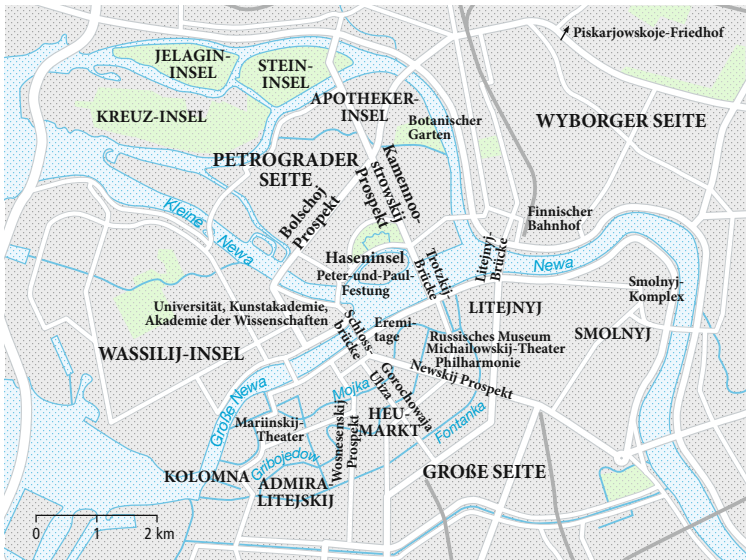 Piskarjowskoje-Friedhof
JELAGIN-
INSEL
STEIN-
INSEL
APOTHEKER-
INSEL
KREUZ-INSEL
Botanischer
Garten
WYBORGER SEITE
PETROGRADER
SEITE
Kamennoo-
strowskij
Prospekt
Bolschoj
Prospekt
Kleine
Newa
Finnischer
Bahnhof
Haseninsel
Peter-und-Paul-
Festung
Trotzkij-
Brücke
Litejnyj-
Brücke
Newa
Smolnyj-
Komplex
Universität, Kunstakademie,
Akademie der Wissenschaften
Schloss-
brücke
Eremi-
tage
LITEJNYJ
SMOLNYJ
Russisches Museum
Michailowskij-Theater
Philharmonie
WASSILIJ-INSEL
Newskij Prospekt
Große Newa
Mojka
Gorochowaja
Uliza
HEU-
MARKT
Fontanka
Mariinskij-
Theater
Wosnesenskij
Prospekt
Gribojedow
KOLOMNA
ADMIRA-
LITEJSKIJ
GROßE SEITE
0 1 2 km